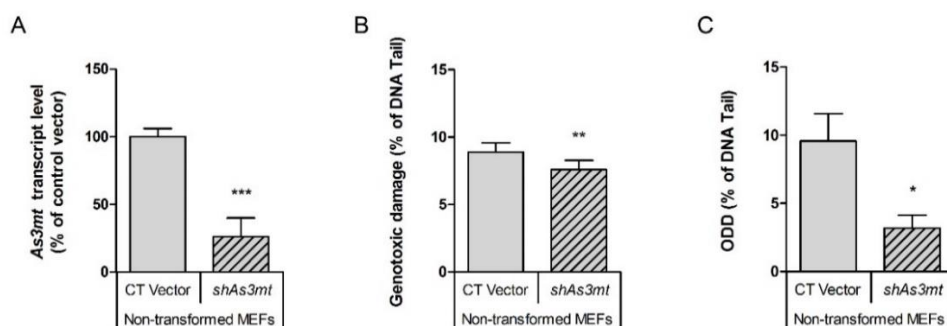 A
As3mt transcript level
(% of control vector)
150
100
50
0
***
CT Vector
shAs3mt
Non-transformed MEFs
B
Genotoxic damage (% of DNA Tail)
15
10
5
0
**
CT Vector
shAs3mt
Non-transformed MEFs
C
ODD (% of DNA Tail)
15
10
5
0
*
CT Vector
shAs3mt
Non-transformed MEFs